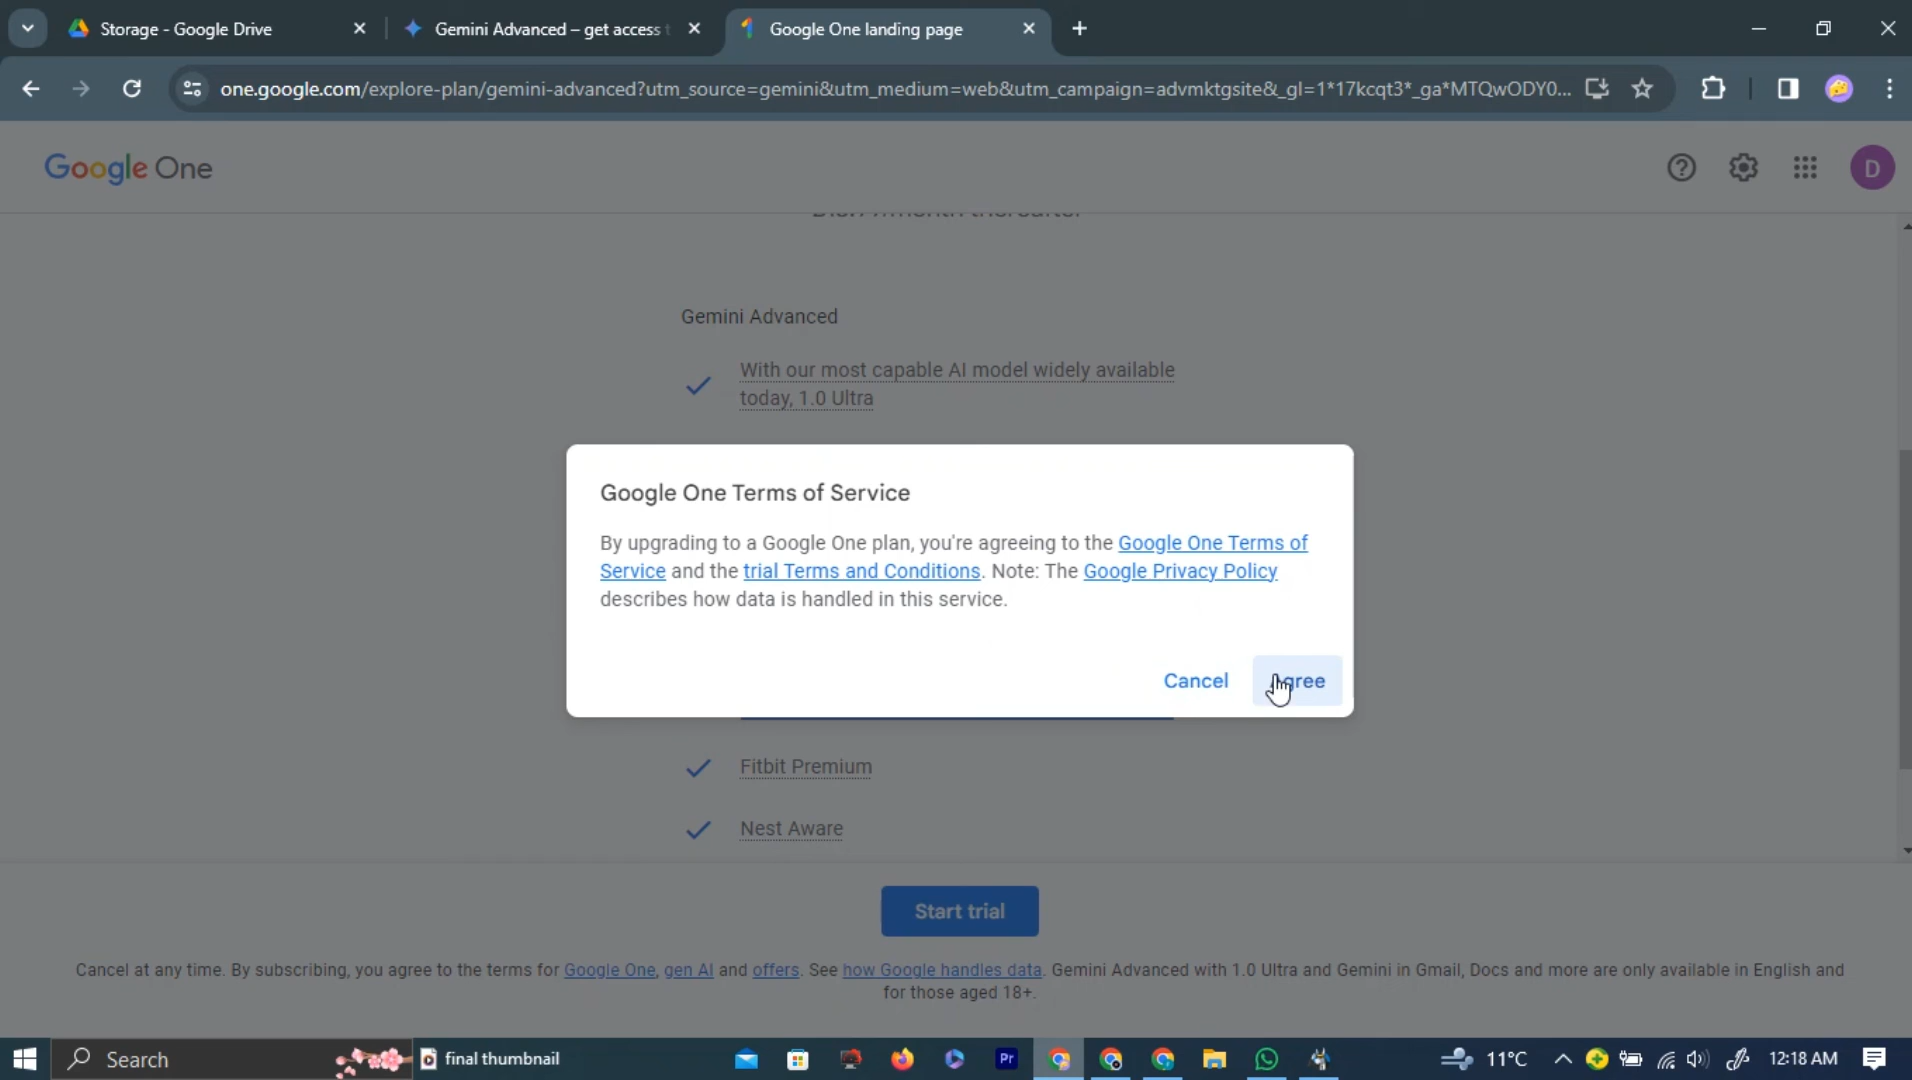 Storage - Google Drive
Gemini Advanced – get access
Google One landing page
one.google.com/explore-plan/gemini-advanced?utm_source=gemini&utm_medium=web&utm_campaign=advmktgsite&_gl=1*17kcqt3*_ga*MTQwODY0...
Google One
D
Gemini Advanced
With our most capable AI model widely available
today, 1.0 Ultra
Google One Terms of Service
By upgrading to a Google One plan, you're agreeing to the Google One Terms of
Service and the trial Terms and Conditions. Note: The Google Privacy Policy
describes how data is handled in this service.
Cancel
Agree
Fitbit Premium
Nest Aware
Start trial
Cancel at any time. By subscribing, you agree to the terms for Google One, gen AI and offers. See how Google handles data. Gemini Advanced with 1.0 Ultra and Gemini in Gmail, Docs and more are only available in English and
for those aged 18+.
Search
final thumbnail
Pr
11°C
12:18 AM